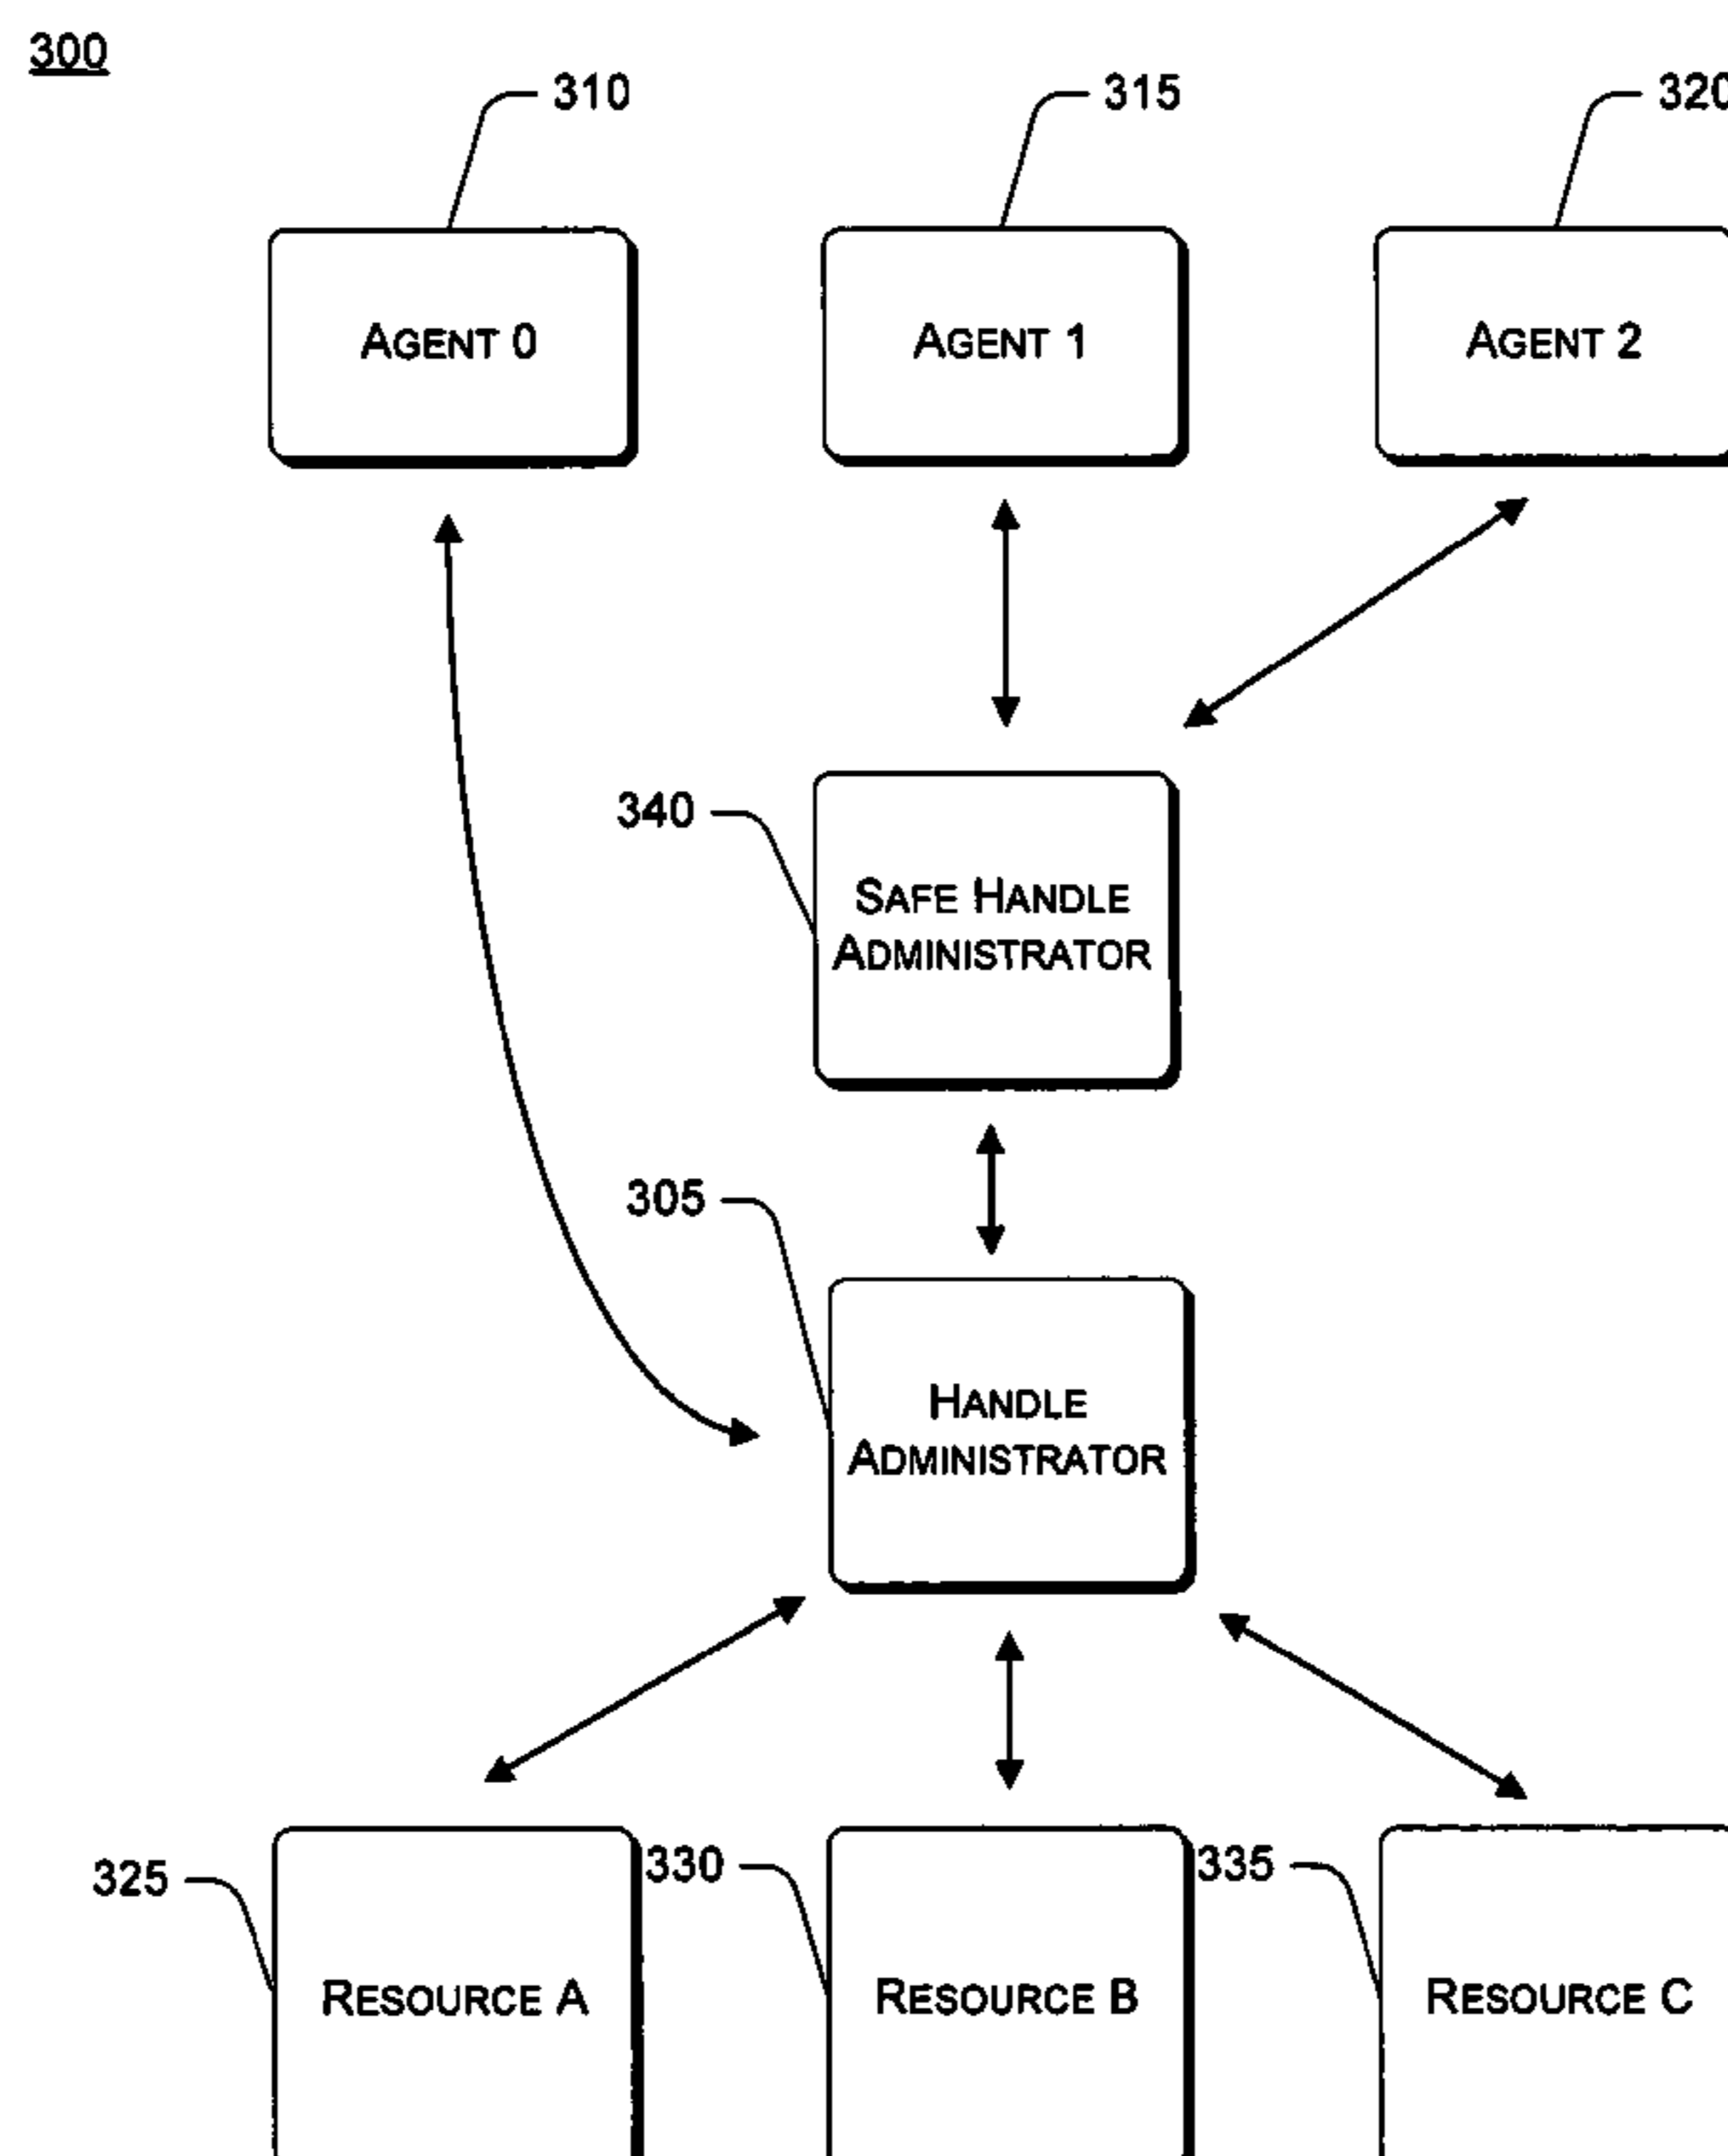 300
310
315
320
AGENT 0
AGENT 1
AGENT 2
340
SAFE HANDLE
ADMINISTRATOR
305
HANDLE
ADMINISTRATOR
325
330
335
RESOURCE A
RESOURCE B
RESOURCE C